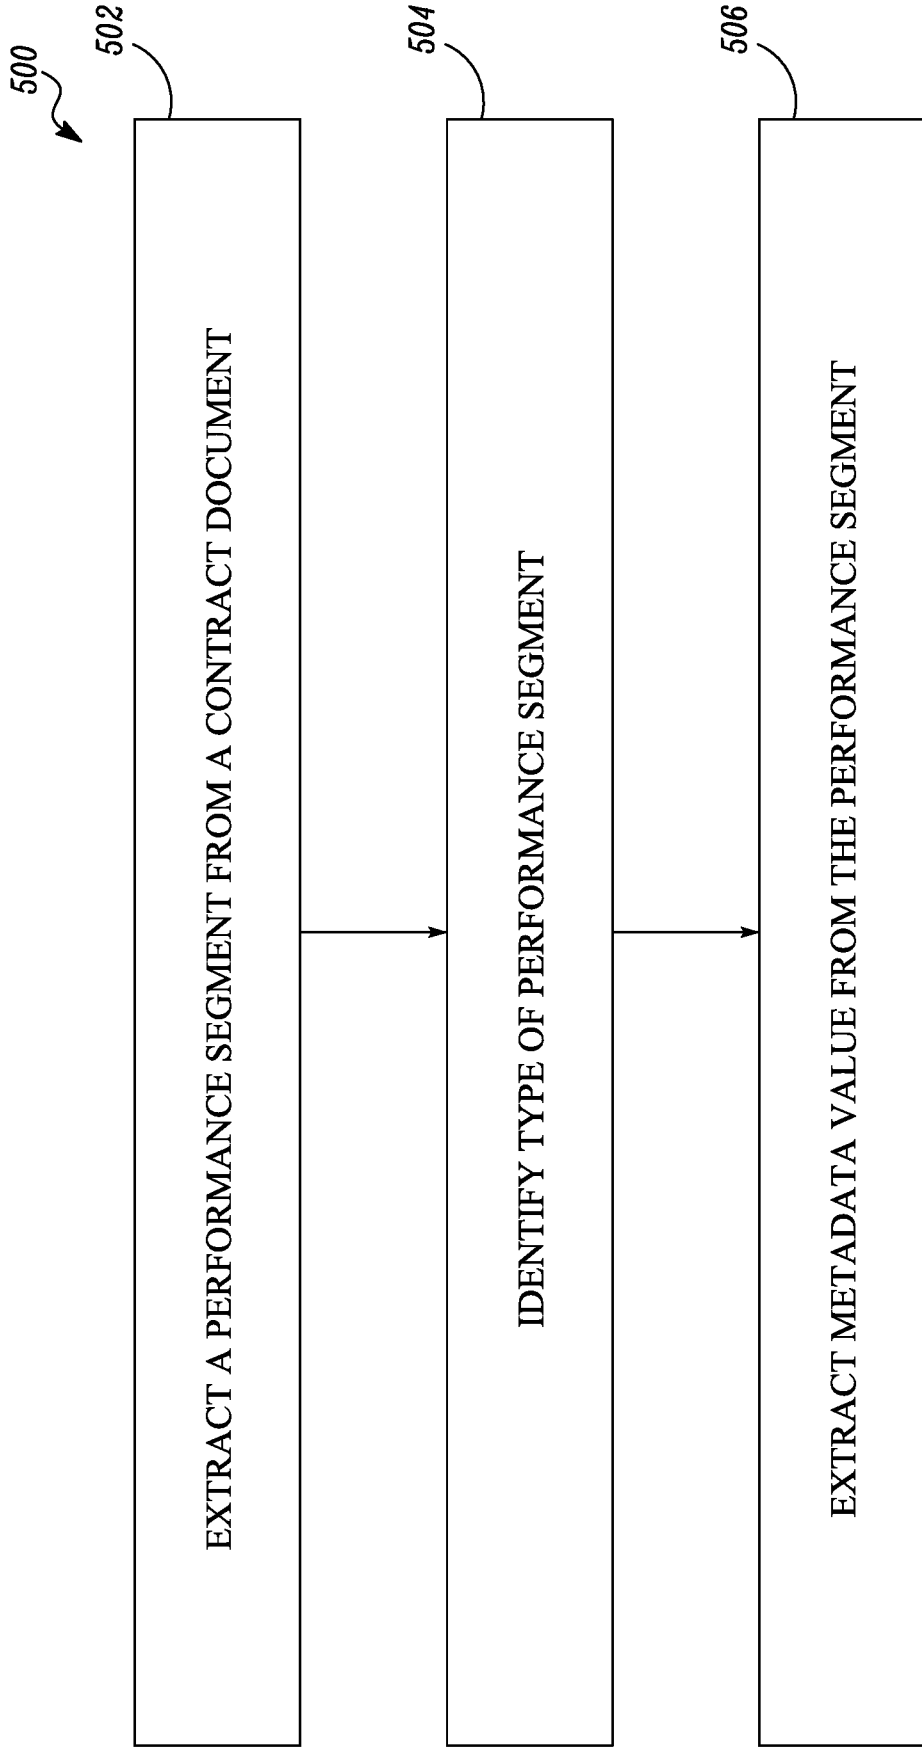 500
502
EXTRACT A PERFORMANCE SEGMENT FROM A CONTRACT DOCUMENT
504
IDENTIFY TYPE OF PERFORMANCE SEGMENT
506
EXTRACT METADATA VALUE FROM THE PERFORMANCE SEGMENT